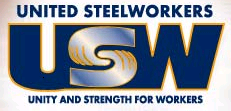 UNITED STEELWORKERS
USW
UNITY AND STRENGTH FOR WORKERS